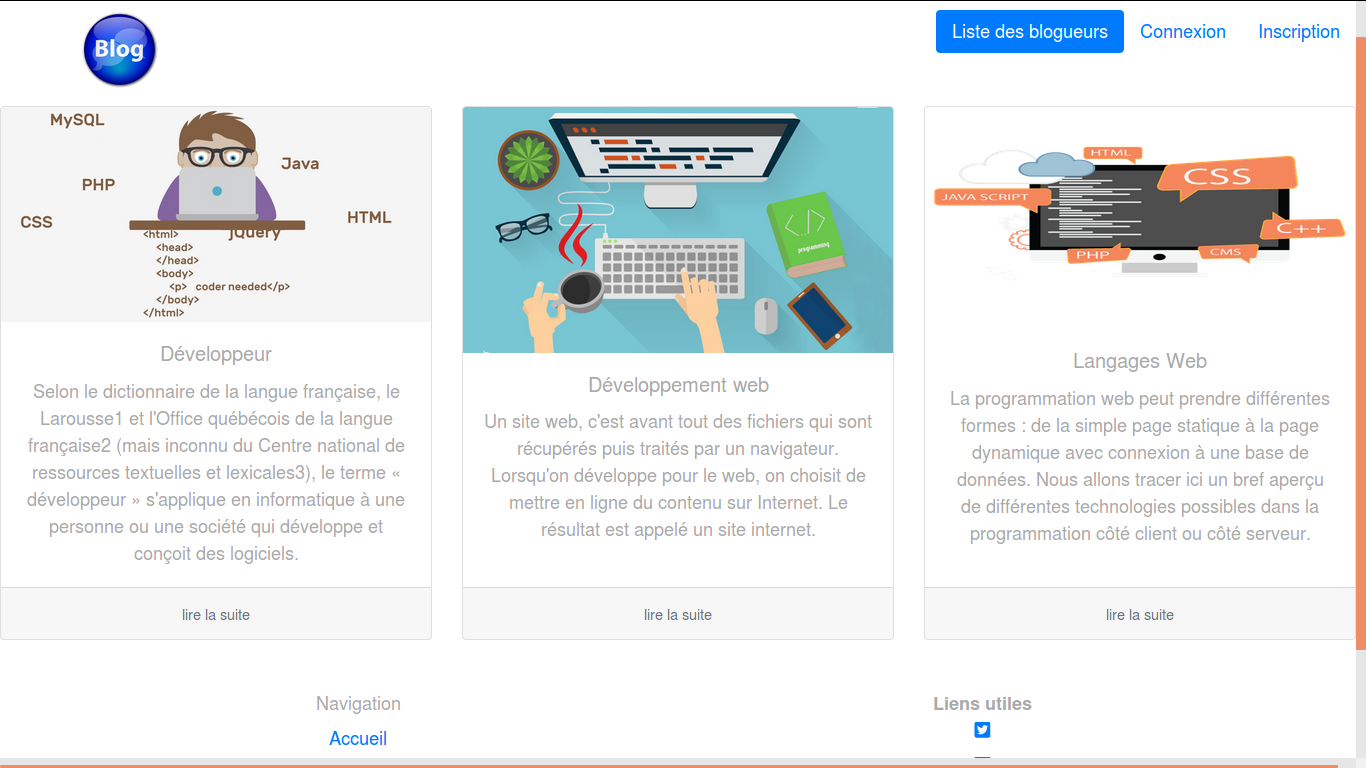 Blog
Liste des blogueurs
Connexion
Inscription
MySQL
Java
PHP
CSS
HTML
jQuery
<html>
<head>
</head>
<body>
<p> coder needed</p>
</body>
</html>
</>
programming
HTML
CSS
JAVA SCRIPT
C++
PHP
CMS
Développeur
Selon le dictionnaire de la langue française, le
Larousse1 et l'Office québécois de la langue
française2 (mais inconnu du Centre national de
ressources textuelles et lexicales3), le terme «
développeur » s'applique en informatique à une
personne ou une société qui développe et
conçoit des logiciels.
lire la suite
Développement web
Un site web, c'est avant tout des fichiers qui sont
récupérés puis traités par un navigateur.
Lorsqu'on développe pour le web, on choisit de
mettre en ligne du contenu sur Internet. Le
résultat est appelé un site internet.
lire la suite
Langages Web
La programmation web peut prendre différentes
formes : de la simple page statique à la page
dynamique avec connexion à une base de
données. Nous allons tracer ici un bref aperçu
de différentes technologies possibles dans la
programmation côté client ou côté serveur.
lire la suite
Navigation
Accueil
Liens utiles